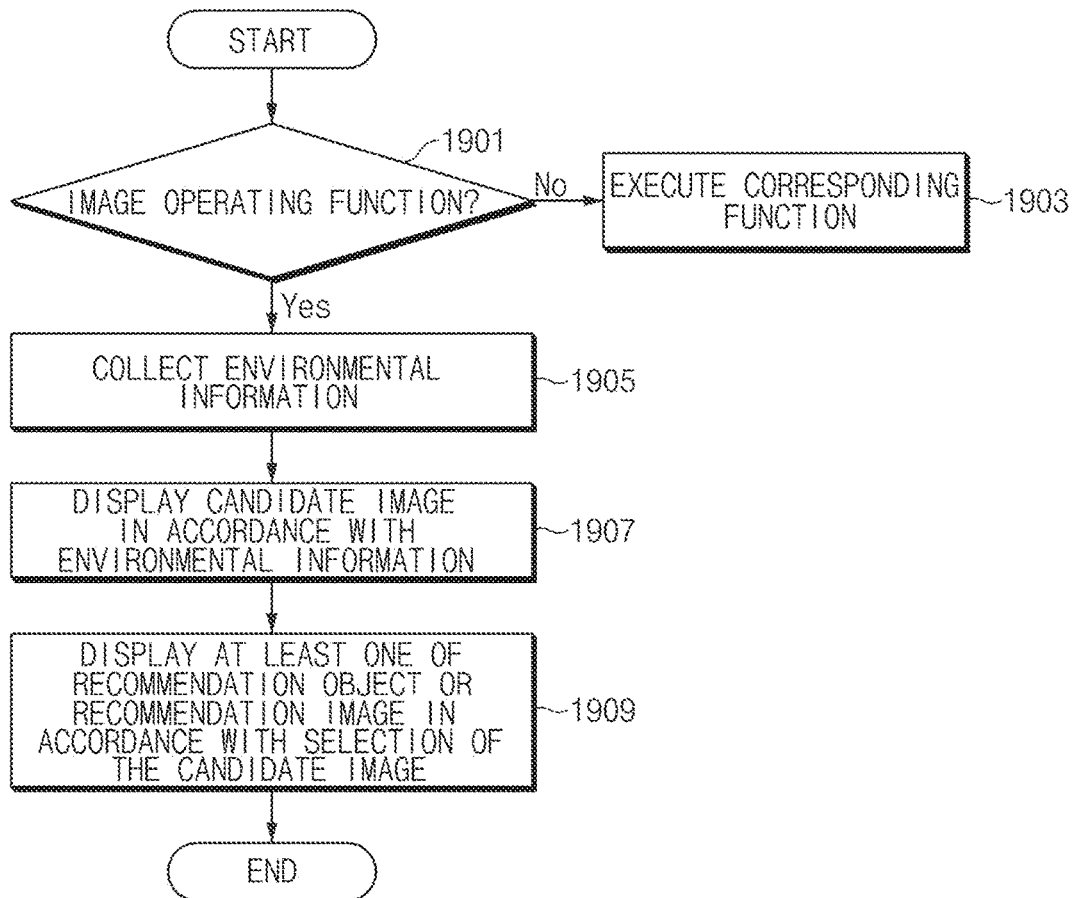 START
1901
IMAGE OPERATING FUNCTION?
No
EXECUTE CORRESPONDING
FUNCTION
1903
Yes
COLLECT ENVIRONMENTAL
INFORMATION
1905
DISPLAY CANDIDATE IMAGE
IN ACCORDANCE WITH
ENVIRONMENTAL INFORMATION
1907
DISPLAY AT LEAST ONE OF
RECOMMENDATION OBJECT OR
RECOMMENDATION IMAGE IN
ACCORDANCE WITH SELECTION OF
THE CANDIDATE IMAGE
1909
END